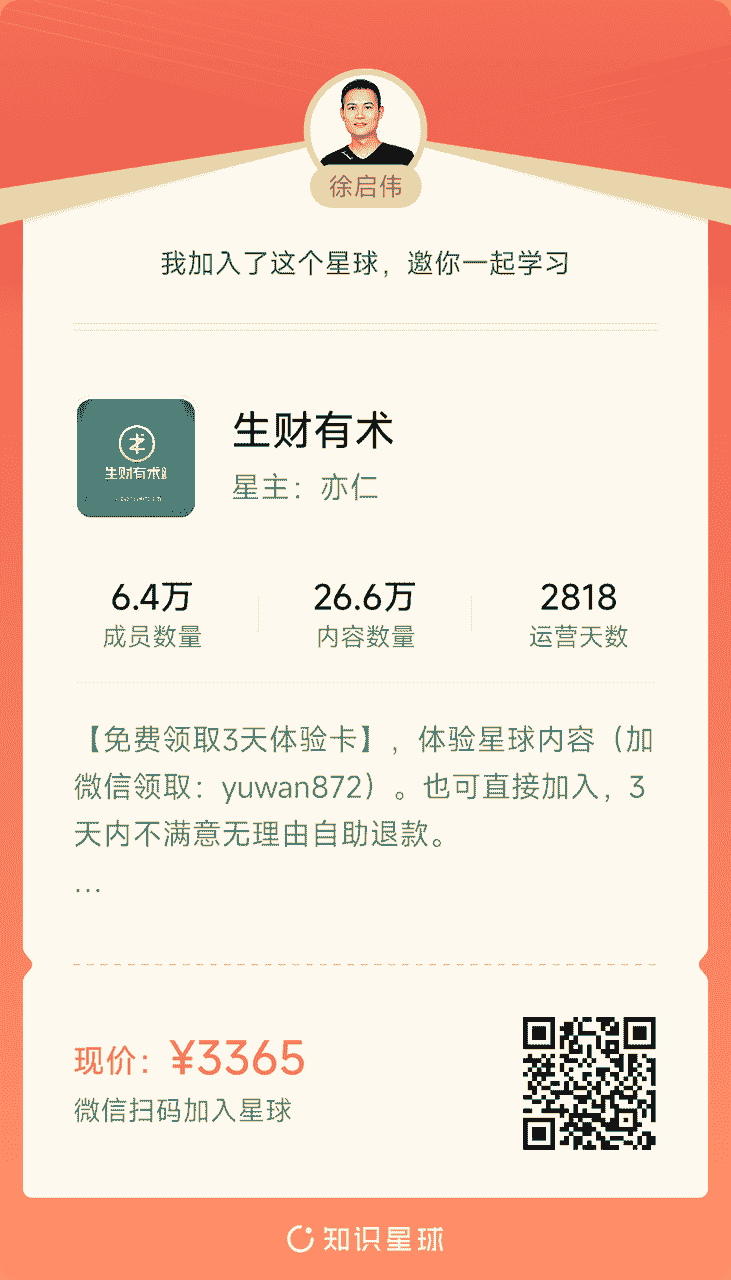 徐启伟
我加入了这个星球，邀你一起学习
生财有术
生财有术
星主：亦仁
6.4万
26.6万
2818
成员数量
内容数量
运营天数
【免费领取3天体验卡】，体验星球内容（加
微信领取：yuwan872）。也可直接加入，3
天内不满意无理由自助退款。
...
现价：¥3365
微信扫码加入星球
知识星球